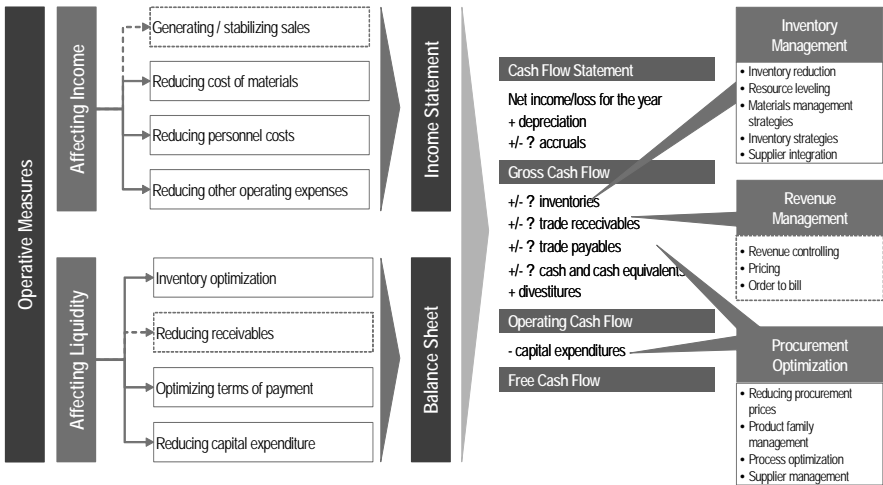 Operative Measures
Affecting Income
Generating / stabilizing sales
Reducing cost of materials
Reducing personnel costs
Reducing other operating expenses
Income Statement
Affecting Liquidity
Inventory optimization
Reducing receivables
Optimizing terms of payment
Reducing capital expenditure
Balance Sheet
Cash Flow Statement
Net income/loss for the year
+ depreciation
+/- ? accruals
Gross Cash Flow
+/- ? inventories
+/- ? trade receicivables
+/- ? trade payables
+/- ? cash and cash equivalents
+ divestitures
Operating Cash Flow
- capital expenditures
Free Cash Flow
Inventory
Management
• Inventory reduction
• Resource leveling
• Materials management
strategies
• Inventory strategies
• Supplier integration
Revenue
Management
• Revenue controlling
• Pricing
• Order to bill
Procurement
Optimization
• Reducing procurement
prices
• Product family
management
• Process optimization
• Supplier management